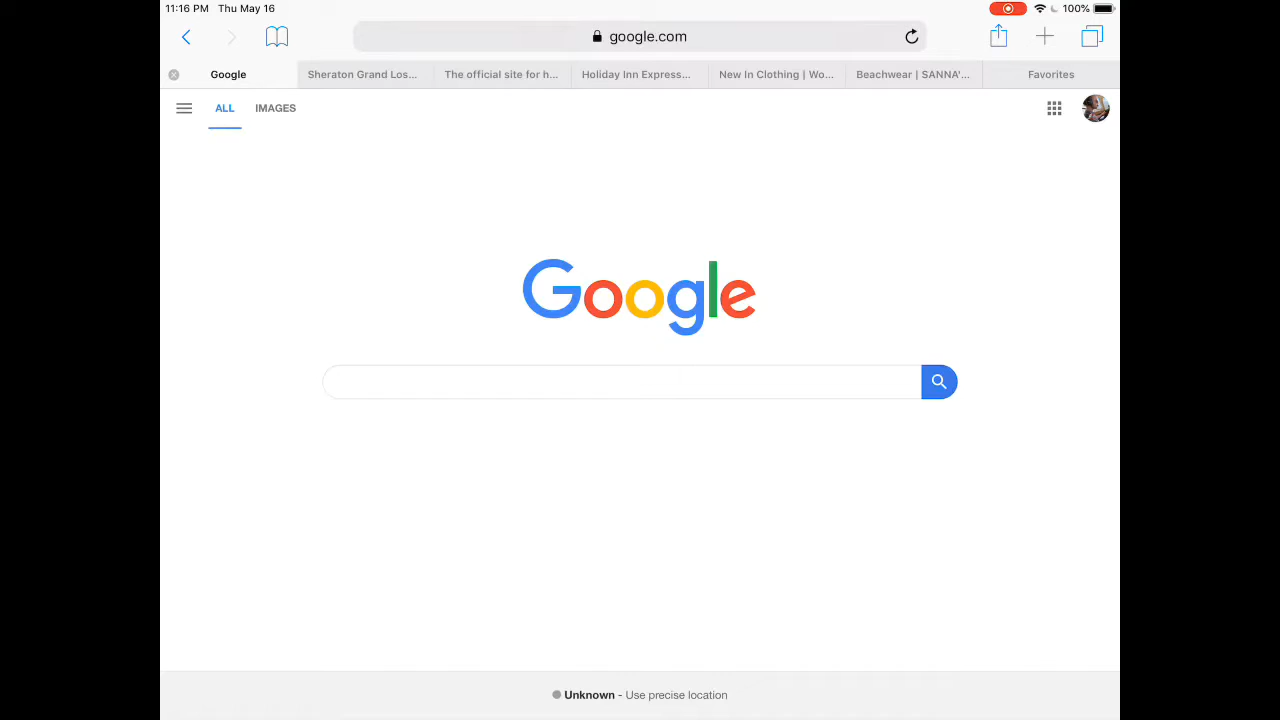 11:16 PM Thu May 16 100%
google.com
Google Sheraton Grand Los... The official site for h... Holiday Inn Express... New In Clothing | Wo... Beachwear | SANNA'... Favorites
ALL IMAGES
Google
Unknown - Use precise location